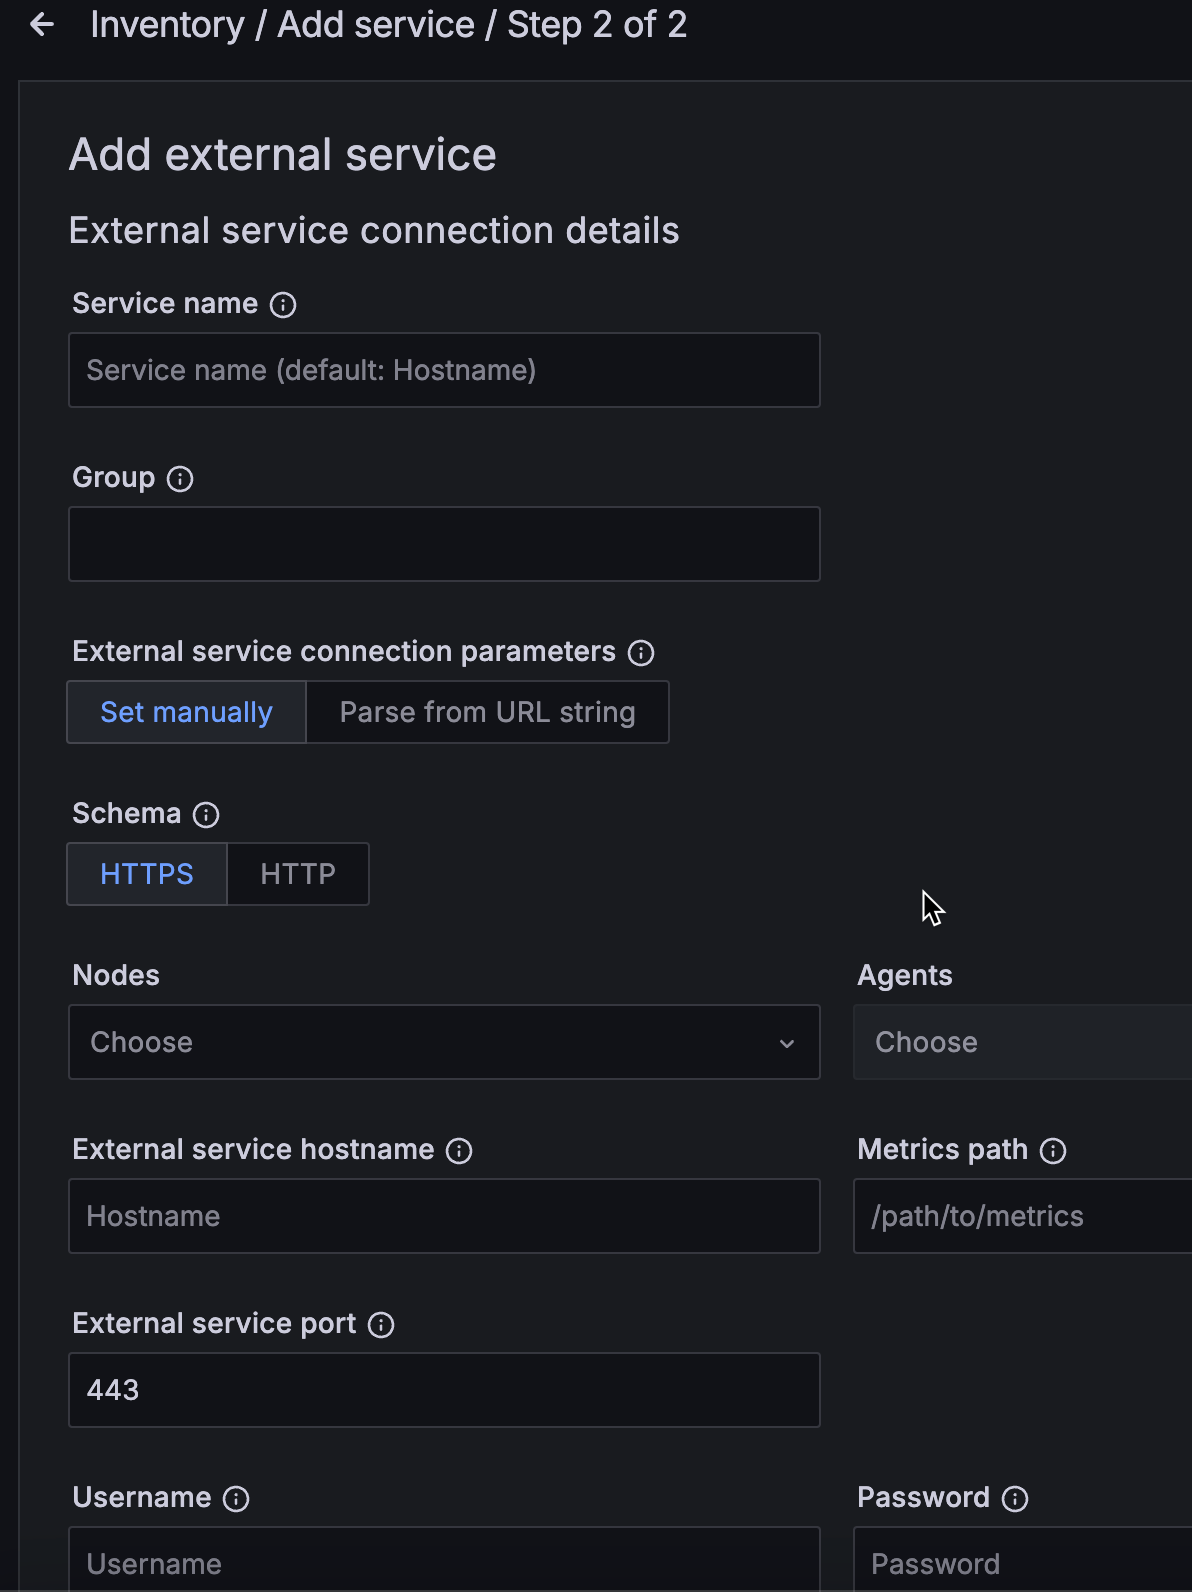 Inventory / Add service / Step 2 of 2
Add external service
External service connection details
Service name
Service name (default: Hostname)
Group
External service connection parameters
Set manually
Parse from URL string
Schema
HTTPS
HTTP
Nodes
Agents
Choose
Choose
External service hostname
Metrics path
Hostname
/path/to/metrics
External service port
443
Username
Password
Username
Password